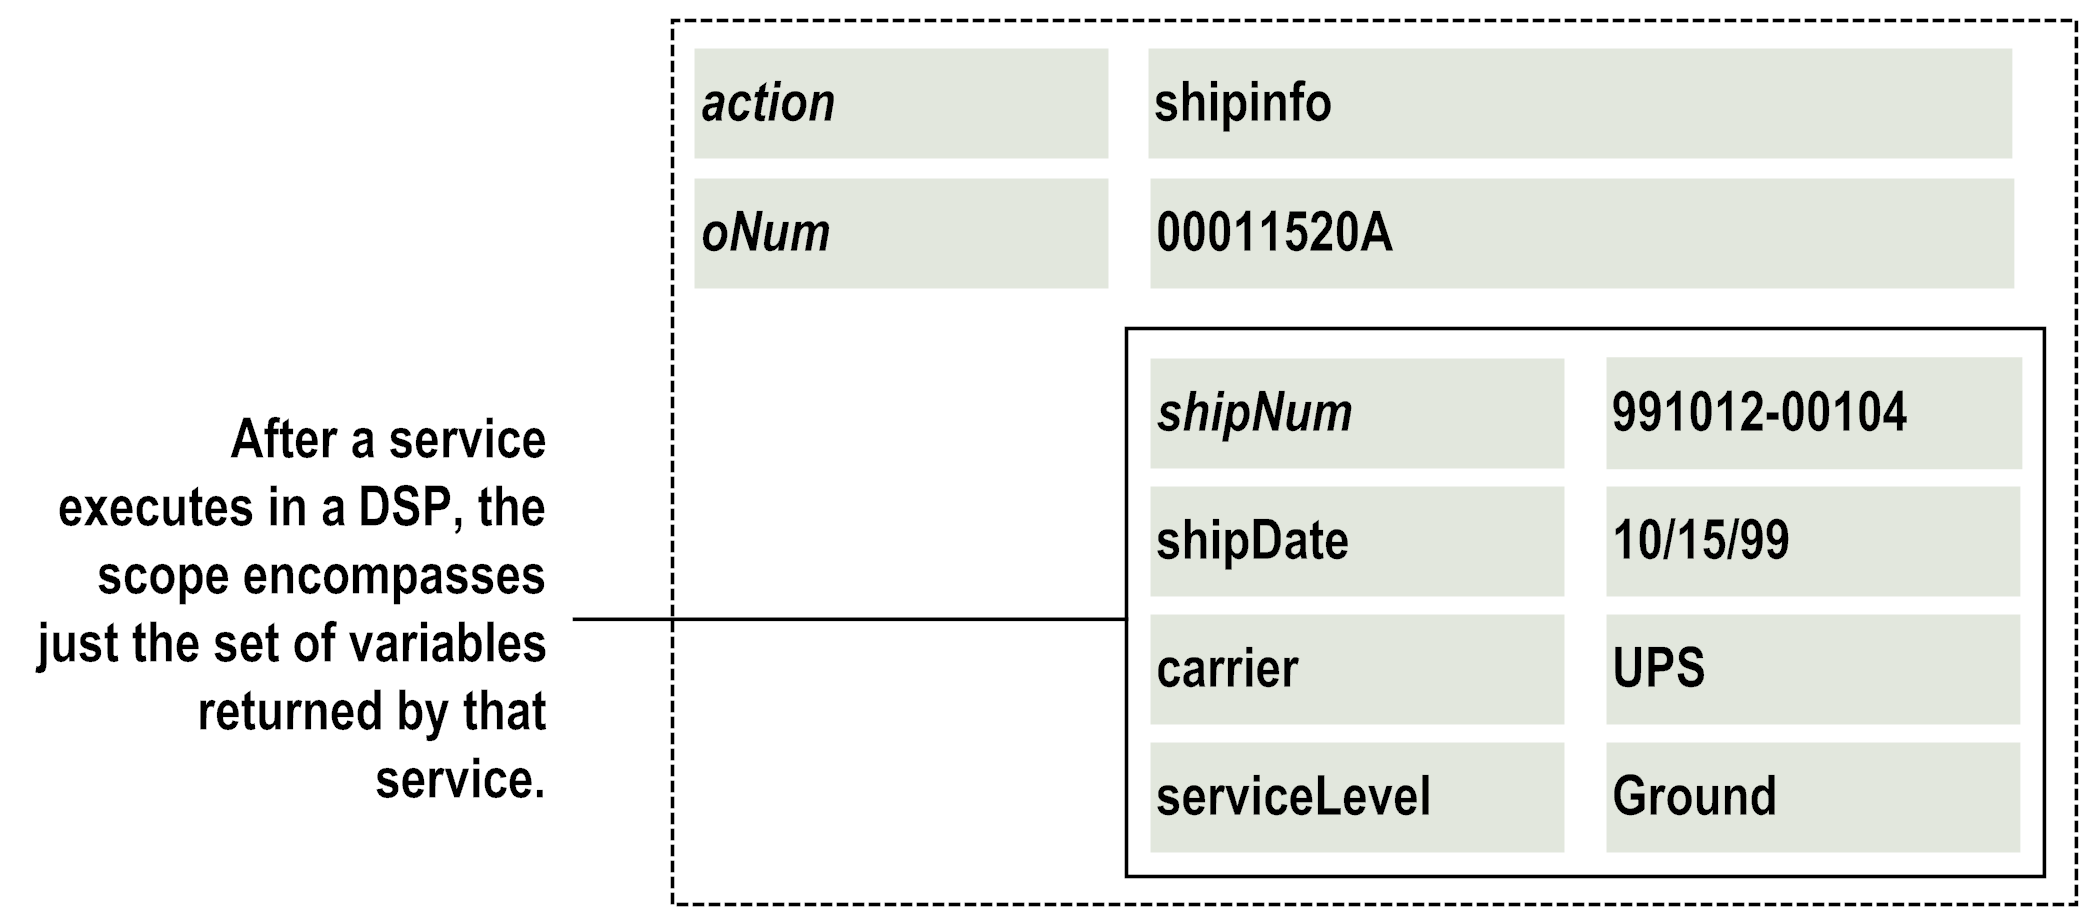 action shipinfo
oNum 00011520A
After a service
executes in a DSP, the
scope encompasses
just the set of variables
returned by that
service.
shipNum 991012-00104
shipDate 10/15/99
carrier UPS
serviceLevel Ground